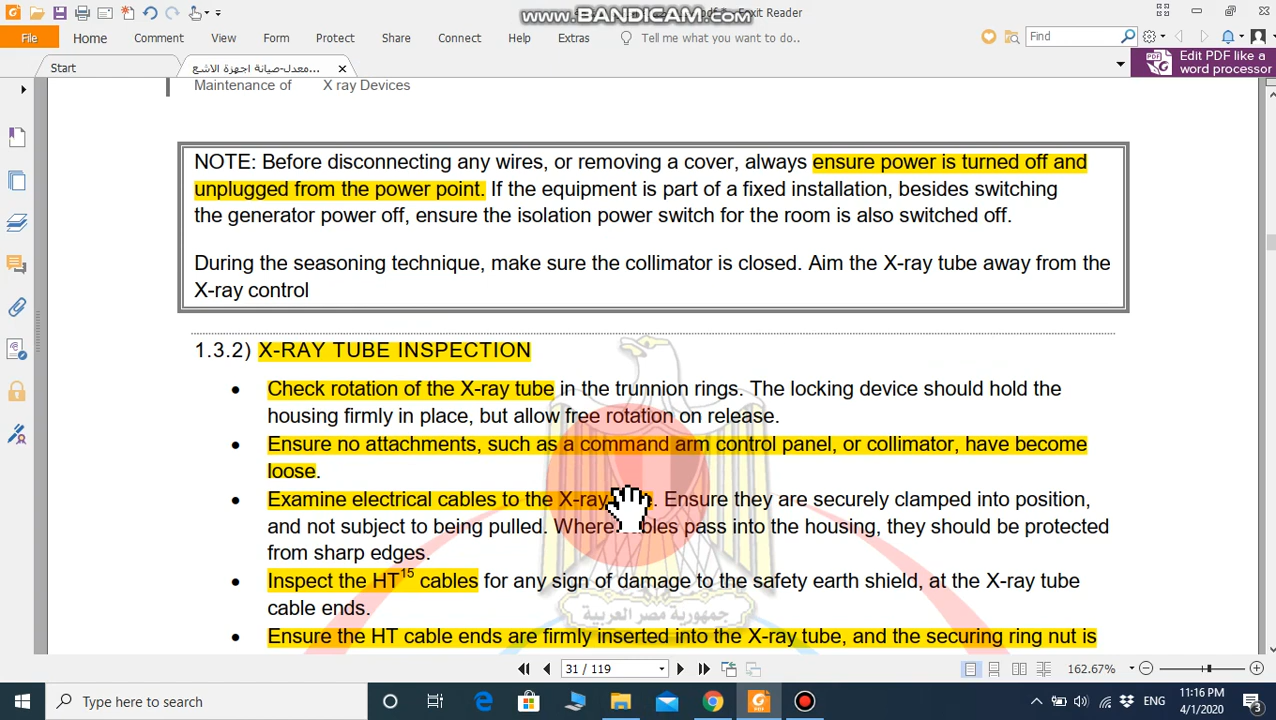 www.BANDICAM.com
.pdf
Foxit Reader
File
Home
Comment
View
Form
Protect
Share
Connect
Help
Extras
Tell me what you want to do..
Find
Start
معدل-صيانة اجهزة الاشع...
Edit PDF like a
word processor
Maintenance of X ray Devices
NOTE: Before disconnecting any wires, or removing a cover, always ensure power is turned off and
unplugged from the power point. If the equipment is part of a fixed installation, besides switching
the generator power off, ensure the isolation power switch for the room is also switched off.
During the seasoning technique, make sure the collimator is closed. Aim the X-ray tube away from the
X-ray control
1.3.2) X-RAY TUBE INSPECTION
• Check rotation of the X-ray tube in the trunnion rings. The locking device should hold the
housing firmly in place, but allow free rotation on release.
• Ensure no attachments, such as a command arm control panel, or collimator, have become
loose.
• Examine electrical cables to the X-ray . Ensure they are securely clamped into position,
and not subject to being pulled. Where bles pass into the housing, they should be protected
from sharp edges.
• Inspect the HT15 cables for any sign of damage to the safety earth shield, at the X-ray tube
cable ends.
• Ensure the HT cable ends are firmly inserted into the X-ray tube, and the securing ring nut is
جمهورية مصر العربية
31 / 119
162.67%
Type here to search
ENG
11:16 PM
4/1/2020
3